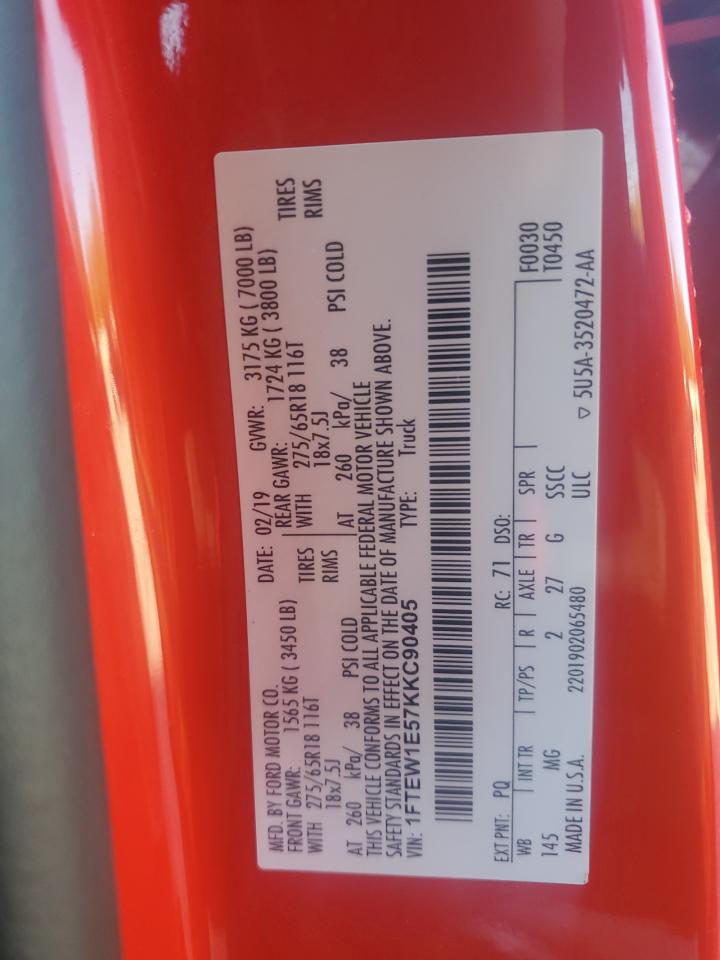 MFD. BY FORD MOTOR CO.
DATE: 02/19 GVWR: 3175 KG ( 7000 LB)
FRONT GAWR: 1565 KG ( 3450 LB) REAR GAWR: 1724 KG ( 3800 LB)
WITH 275/65R18 116T TIRES WITH 275/65R18 116T TIRES
18x7.5J RIMS 18x7.5J RIMS
AT 260 kPa/ 38 PSI COLD AT 260 kPa/ 38 PSI COLD
THIS VEHICLE CONFORMS TO ALL APPLICABLE FEDERAL MOTOR VEHICLE
SAFETY STANDARDS IN EFFECT ON THE DATE OF MANUFACTURE SHOWN ABOVE.
VIN: 1FTEW1E57KKC90405 TYPE: Truck
EXT PNT: PQ RC: 71 DSO:
WB INT TR TP/PS R AXLE TR SPR F0030
145 MG 2 27 G SSCC T0450
MADE IN U.S.A. 2201902065480 ULC
▽ 5U5A-3520472-AA